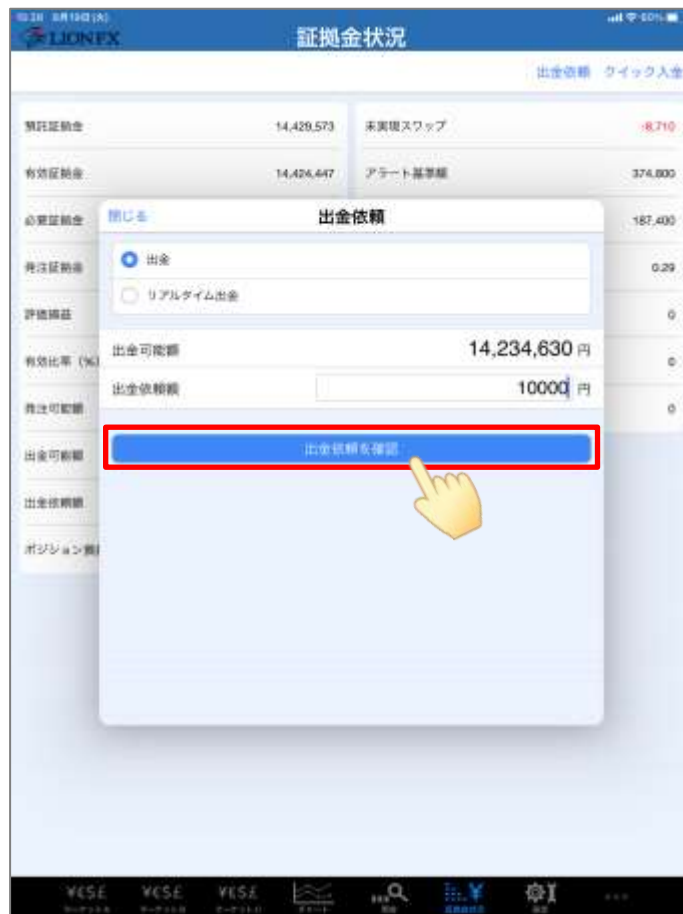 LION FX
証拠金状況
出金依頼 クイック入金
預託証拠金 14,429,573 未実現スワップ -8,710
有効証拠金 14,424,447 アラート基準額 374,800
必要証拠金 187,400
閉じる 出金依頼
出金
発注証拠金 0.29
リアルタイム出金
評価損益 0
出金可能額 14,234,630 円
有効比率 (%) 0
出金依頼額 10000 円
発注可能額 0
出金依頼を確認
出金可能額
出金依頼額
ポジション損
¥€$£ ¥€$£ ¥€$£